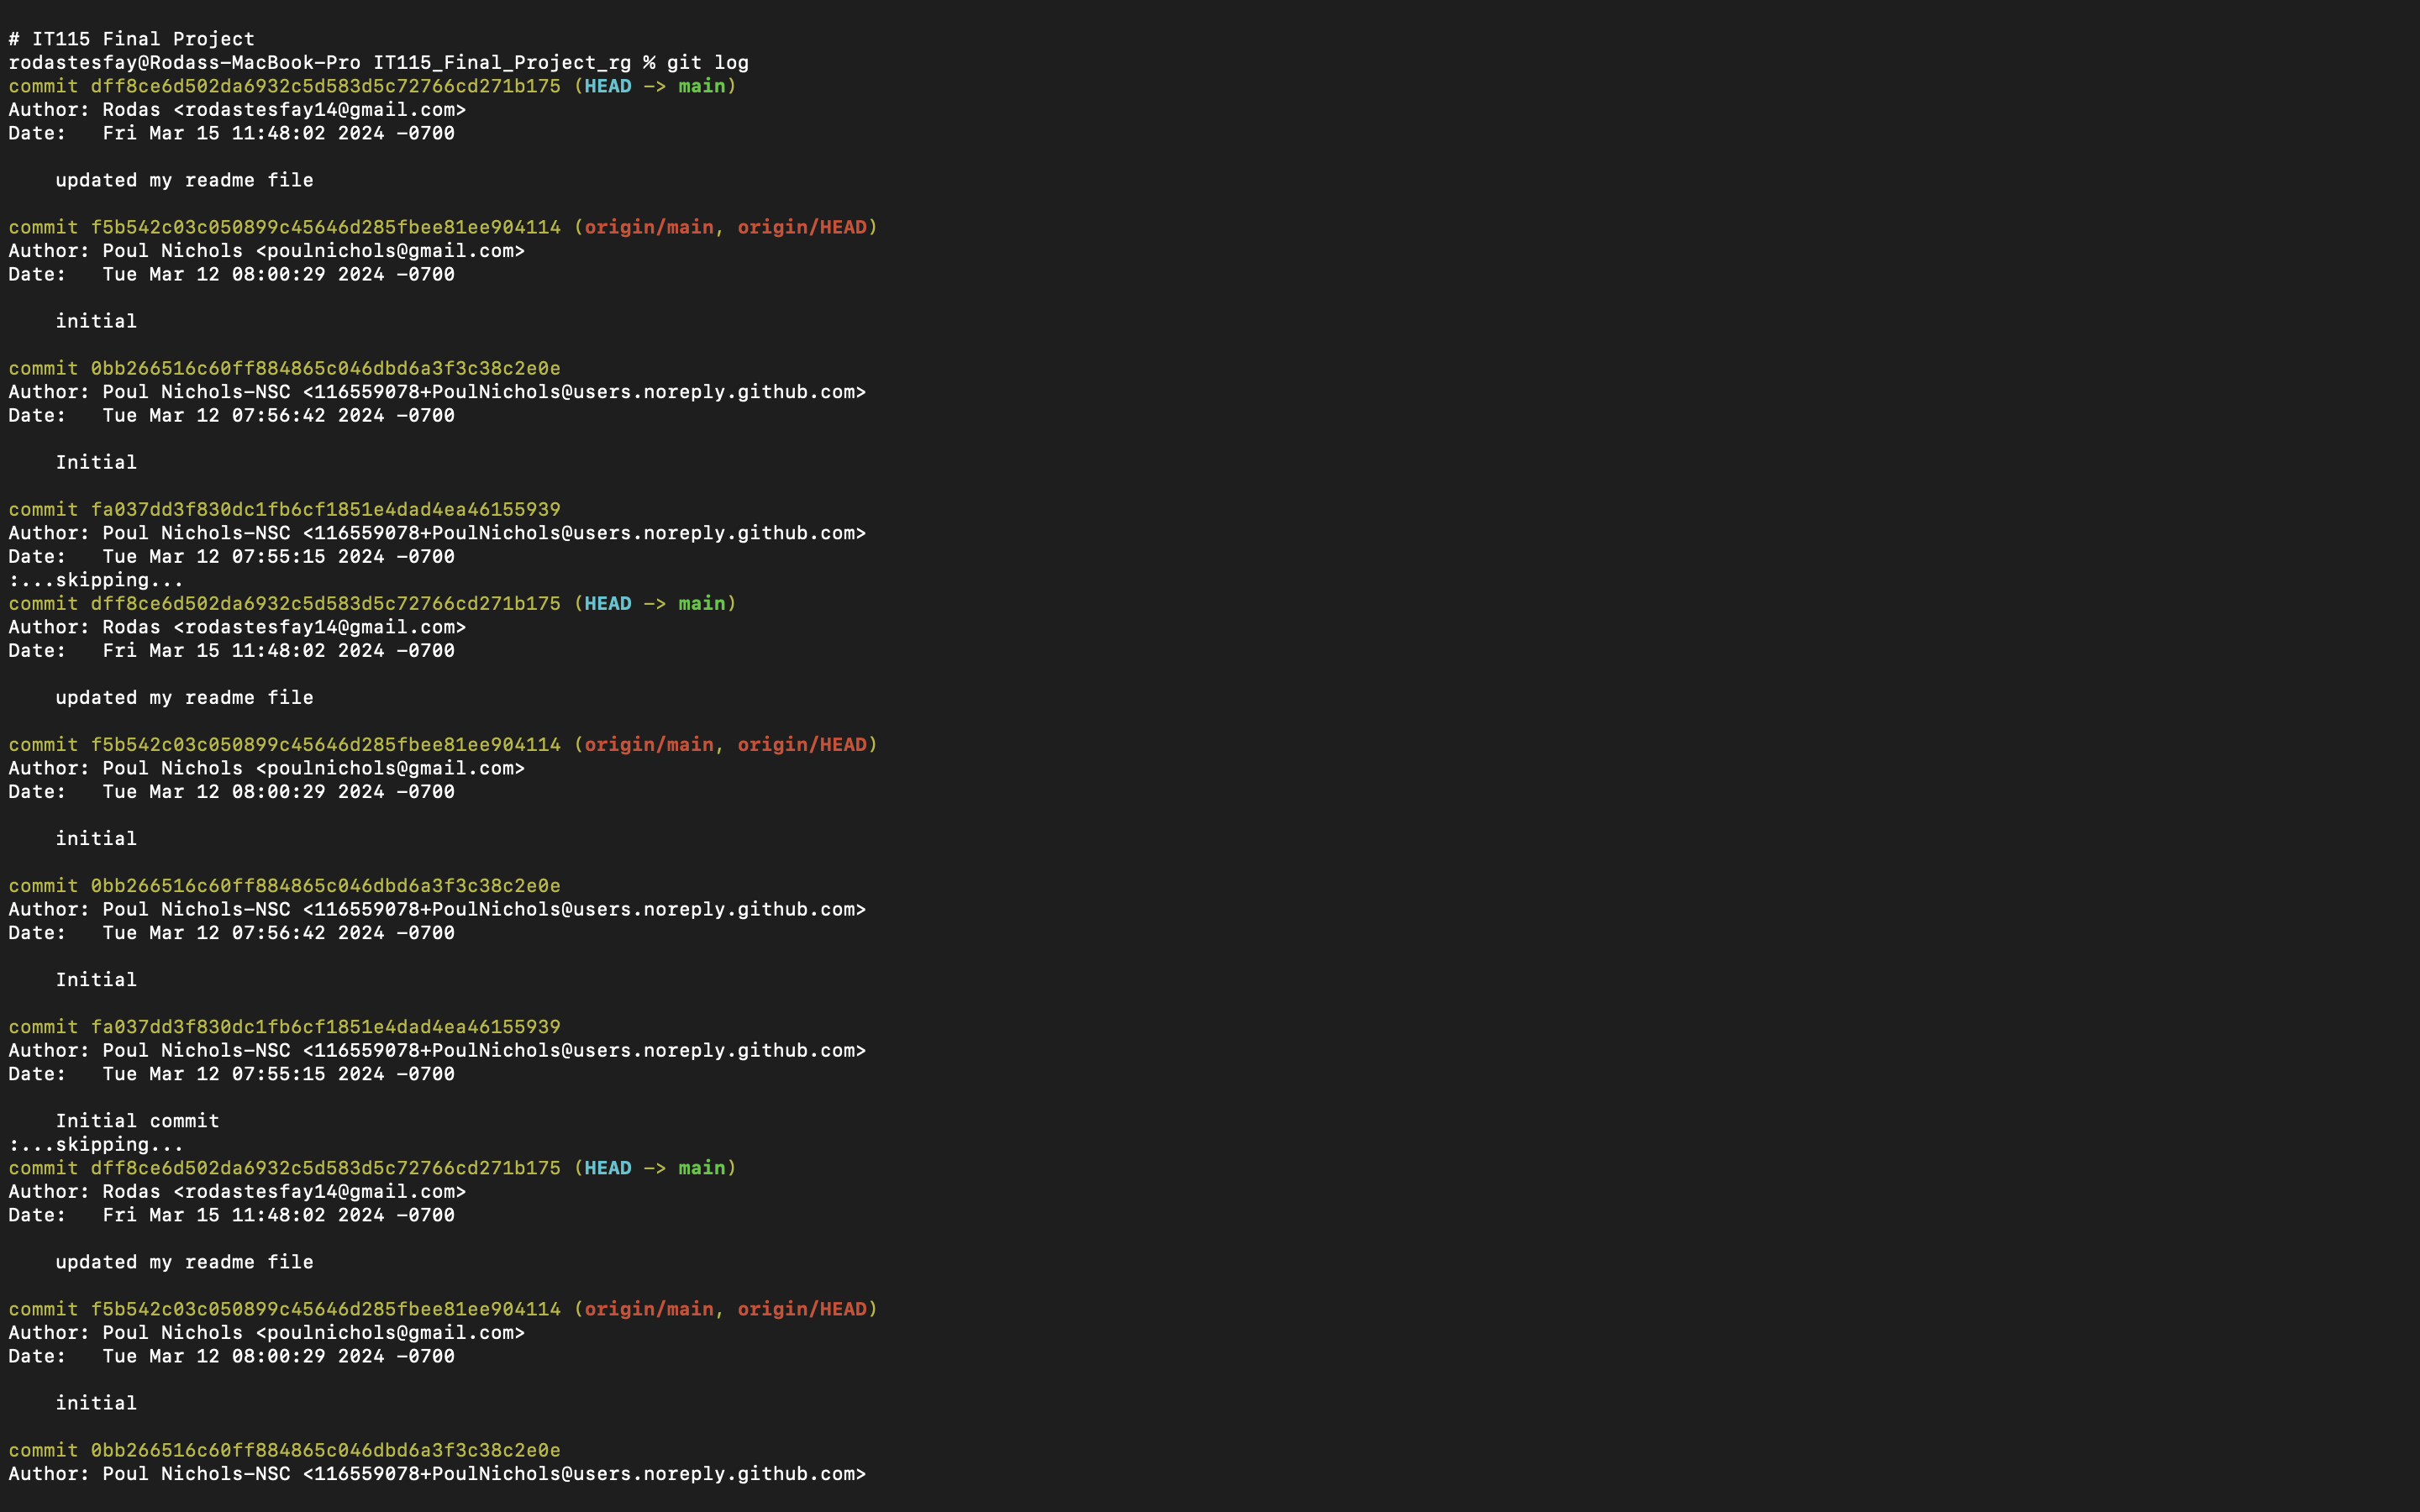 # IT115 Final Project
rodastesfay@Rodass-MacBook-Pro IT115_Final_Project_rg % git log
commit dff8ce6d502da6932c5d583d5c72766cd271b175 (HEAD -> main)
Author: Rodas <rodastesfay14@gmail.com>
Date:   Fri Mar 15 11:48:02 2024 -0700
    updated my readme file
commit f5b542c03c050899c45646d285fbee81ee904114 (origin/main, origin/HEAD)
Author: Poul Nichols <poulnichols@gmail.com>
Date:   Tue Mar 12 08:00:29 2024 -0700
    initial
commit 0bb266516c60ff884865c046dbd6a3f3c38c2e0e
Author: Poul Nichols-NSC <116559078+PoulNichols@users.noreply.github.com>
Date:   Tue Mar 12 07:56:42 2024 -0700
    Initial
commit fa037dd3f830dc1fb6cf1851e4dad4ea46155939
Author: Poul Nichols-NSC <116559078+PoulNichols@users.noreply.github.com>
Date:   Tue Mar 12 07:55:15 2024 -0700
:...skipping...
commit dff8ce6d502da6932c5d583d5c72766cd271b175 (HEAD -> main)
Author: Rodas <rodastesfay14@gmail.com>
Date:   Fri Mar 15 11:48:02 2024 -0700
    updated my readme file
commit f5b542c03c050899c45646d285fbee81ee904114 (origin/main, origin/HEAD)
Author: Poul Nichols <poulnichols@gmail.com>
Date:   Tue Mar 12 08:00:29 2024 -0700
    initial
commit 0bb266516c60ff884865c046dbd6a3f3c38c2e0e
Author: Poul Nichols-NSC <116559078+PoulNichols@users.noreply.github.com>
Date:   Tue Mar 12 07:56:42 2024 -0700
    Initial
commit fa037dd3f830dc1fb6cf1851e4dad4ea46155939
Author: Poul Nichols-NSC <116559078+PoulNichols@users.noreply.github.com>
Date:   Tue Mar 12 07:55:15 2024 -0700
    Initial commit
:...skipping...
commit dff8ce6d502da6932c5d583d5c72766cd271b175 (HEAD -> main)
Author: Rodas <rodastesfay14@gmail.com>
Date:   Fri Mar 15 11:48:02 2024 -0700
    updated my readme file
commit f5b542c03c050899c45646d285fbee81ee904114 (origin/main, origin/HEAD)
Author: Poul Nichols <poulnichols@gmail.com>
Date:   Tue Mar 12 08:00:29 2024 -0700
    initial
commit 0bb266516c60ff884865c046dbd6a3f3c38c2e0e
Author: Poul Nichols-NSC <116559078+PoulNichols@users.noreply.github.com>